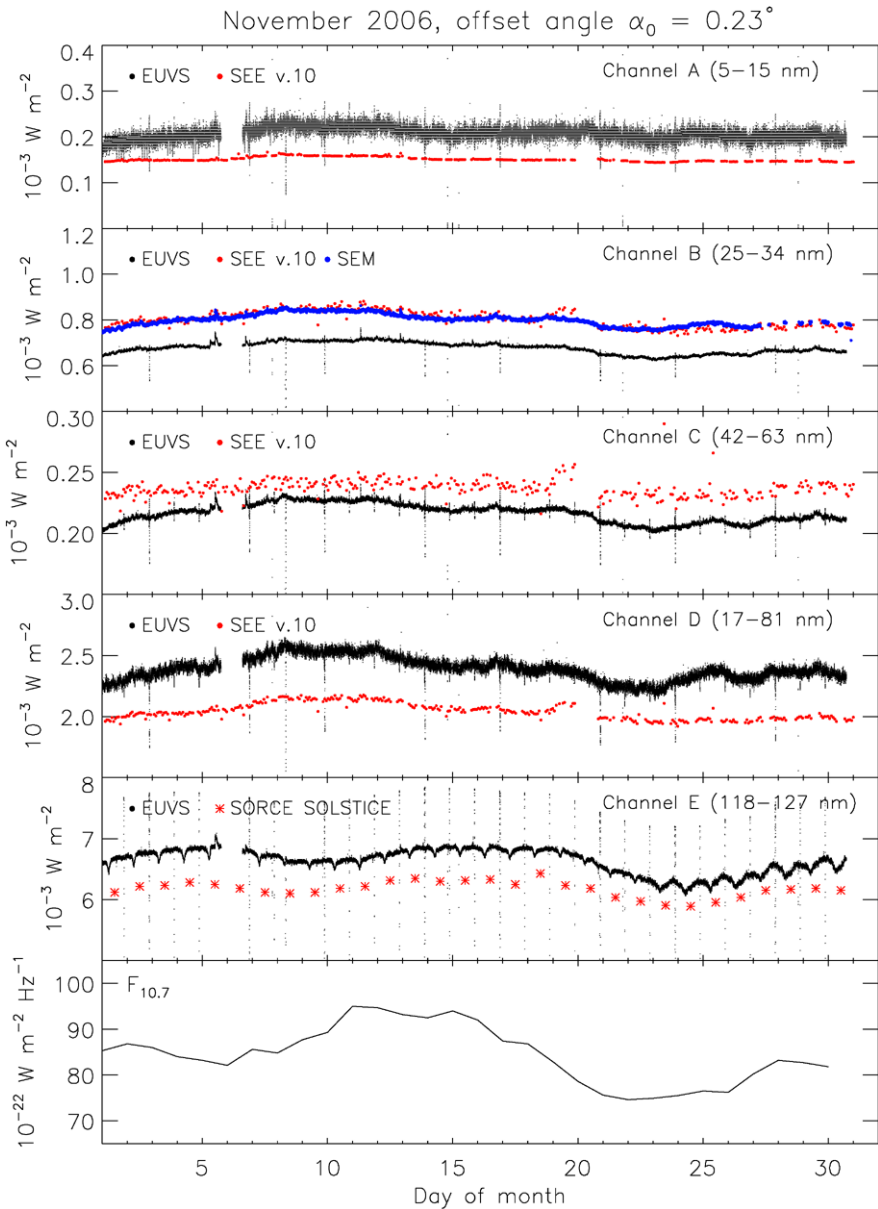 November 2006, offset angle α₀ = 0.23°
0.4
EUVS SEE v.10 Channel A (5–15 nm)
0.3
0.2
0.1
10⁻³ W m⁻²
1.2
EUVS SEE v.10 SEM Channel B (25–34 nm)
1.0
0.8
0.6
10⁻³ W m⁻²
0.30
EUVS SEE v.10 Channel C (42–63 nm)
0.25
0.20
10⁻³ W m⁻²
3.0
EUVS SEE v.10 Channel D (17–81 nm)
2.5
2.0
10⁻³ W m⁻²
8
EUVS SORCE SOLSTICE Channel E (118–127 nm)
7
6
10⁻³ W m⁻²
F₁₀.₇
100
90
80
70
10⁻²² W m⁻² Hz⁻¹
5 10 15 20 25 30
Day of month